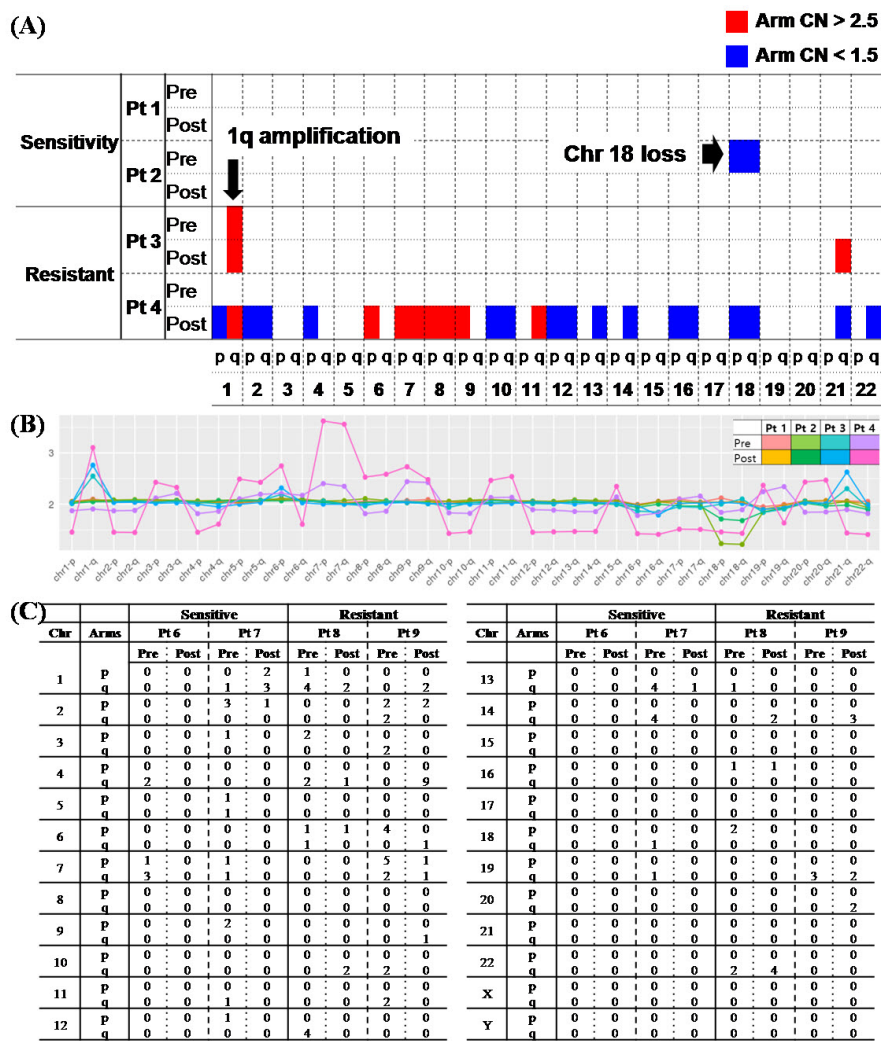 (A)
Arm CN > 2.5
Arm CN < 1.5
Sensitivity
Pt 1
Pre
Post
1q amplification
Pt 2
Pre
Post
Chr 18 loss
Resistant
Pt 3
Pre
Post
Pt 4
Pre
Post
p q p q p q p q p q p q p q p q p q p q p q p q p q p q p q p q p q p q p q p q p q p q
1 2 3 4 5 6 7 8 9 10 11 12 13 14 15 16 17 18 19 20 21 22
(B)
3
2
Pt 1 Pt 2 Pt 3 Pt 4
Pre
Post
chr1-p chr1-q chr2-p chr2-q chr3-p chr3-q chr4-p chr4-q chr5-p chr5-q chr6-p chr6-q chr7-p chr7-q chr8-p chr8-q chr9-p chr9-q chr10-p chr10-q chr11-p chr11-q chr12-p chr12-q chr13-q chr14-q chr15-q chr16-p chr16-q chr17-p chr17-q chr18-p chr18-q chr19-p chr19-q chr20-p chr20-q chr21-q chr22-q
(C)
Sensitive Resistant
Chr Arms Pt 6 Pt 7 Pt 8 Pt 9
Pre Post Pre Post Pre Post Pre Post
1
p 0 0 0 2 1 0 0 0
q 0 0 1 3 4 2 0 2
2
p 0 0 3 1 0 0 2 2
q 0 0 0 0 0 0 2 0
3
p 0 0 1 0 2 0 0 0
q 0 0 0 0 0 0 2 0
4
p 0 0 0 0 0 0 0 0
q 2 0 0 0 2 1 0 9
5
p 0 0 1 0 0 0 0 0
q 0 0 1 0 0 0 0 0
6
p 0 0 0 0 1 1 4 0
q 0 0 0 0 1 0 0 1
7
p 1 0 1 0 0 0 5 1
q 3 0 1 0 0 0 2 1
8
p 0 0 0 0 0 0 0 0
q 0 0 0 0 0 0 0 0
9
p 0 0 2 0 0 0 0 0
q 0 0 0 0 0 0 0 1
10
p 0 0 0 0 0 0 0 0
q 0 0 0 0 0 2 2 0
11
p 0 0 0 0 0 0 0 0
q 0 0 1 0 0 0 2 0
12
p 0 0 1 0 0 0 0 0
q 0 0 0 0 4 0 0 0
Sensitive Resistant
Chr Arms Pt 6 Pt 7 Pt 8 Pt 9
Pre Post Pre Post Pre Post Pre Post
13
p 0 0 0 0 0 0 0 0
q 0 0 4 1 1 0 0 0
14
p 0 0 0 0 0 0 0 0
q 0 0 4 0 0 2 0 3
15
p 0 0 0 0 0 0 0 0
q 0 0 0 0 0 0 0 0
16
p 0 0 0 0 1 1 0 0
q 0 0 0 0 0 0 0 0
17
p 0 0 0 0 0 0 0 0
q 0 0 0 0 0 0 0 0
18
p 0 0 0 0 2 0 0 0
q 0 0 1 0 0 0 0 0
19
p 0 0 0 0 0 0 0 0
q 0 0 1 0 0 0 3 2
20
p 0 0 0 0 0 0 0 0
q 0 0 0 0 0 0 0 2
21
p 0 0 0 0 0 0 0 0
q 0 0 0 0 0 0 0 0
22
p 0 0 0 0 0 0 0 0
q 0 0 0 0 2 4 0 0
X
p 0 0 0 0 0 0 0 0
q 0 0 0 0 0 0 0 0
Y
p 0 0 0 0 0 0 0 0
q 0 0 0 0 0 0 0 0